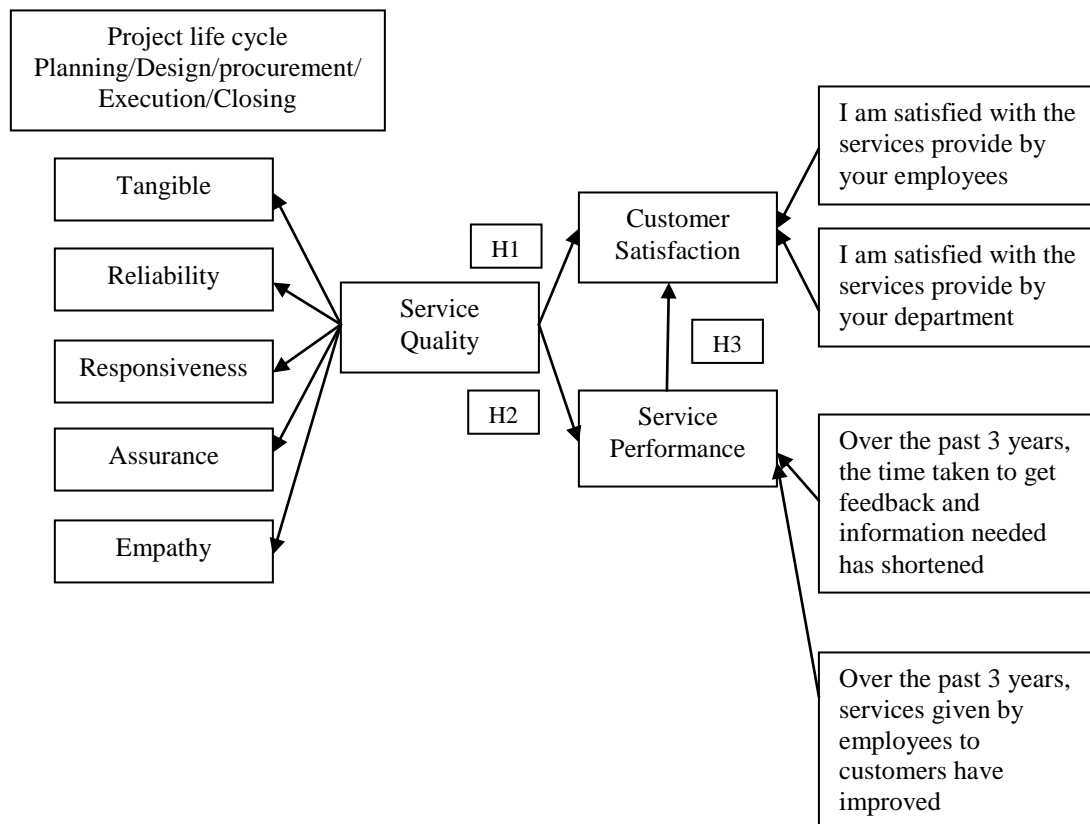 Project life cycle
Planning/Design/procurement/
Execution/Closing
Tangible
Reliability
Responsiveness
Assurance
Empathy
Service
Quality
H1
H2
Customer
Satisfaction
H3
Service
Performance
I am satisfied with the
services provide by
your employees
I am satisfied with the
services provide by
your department
Over the past 3 years,
the time taken to get
feedback and
information needed
has shortened
Over the past 3 years,
services given by
employees to
customers have
improved